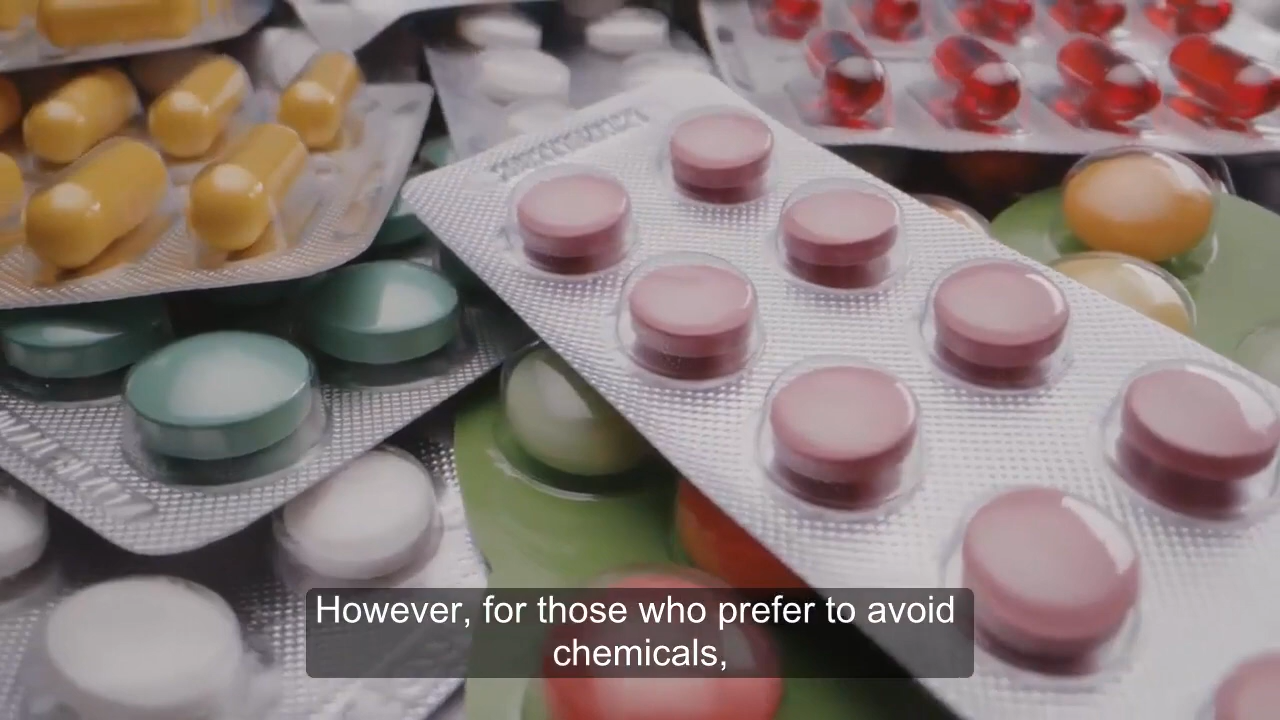 However, for those who prefer to avoid
chemicals,